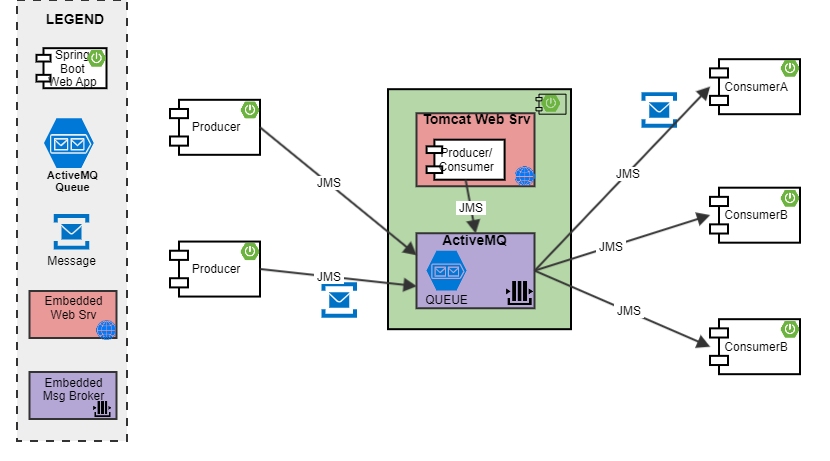 LEGEND
Spring
Boot
Web App
ActiveMQ
Queue
Message
Embedded
Web Srv
Embedded
Msg Broker
Producer
Producer
JMS
JMS
Tomcat Web Srv
Producer/
Consumer
JMS
ActiveMQ
QUEUE
JMS
JMS
JMS
ConsumerA
ConsumerB
ConsumerB